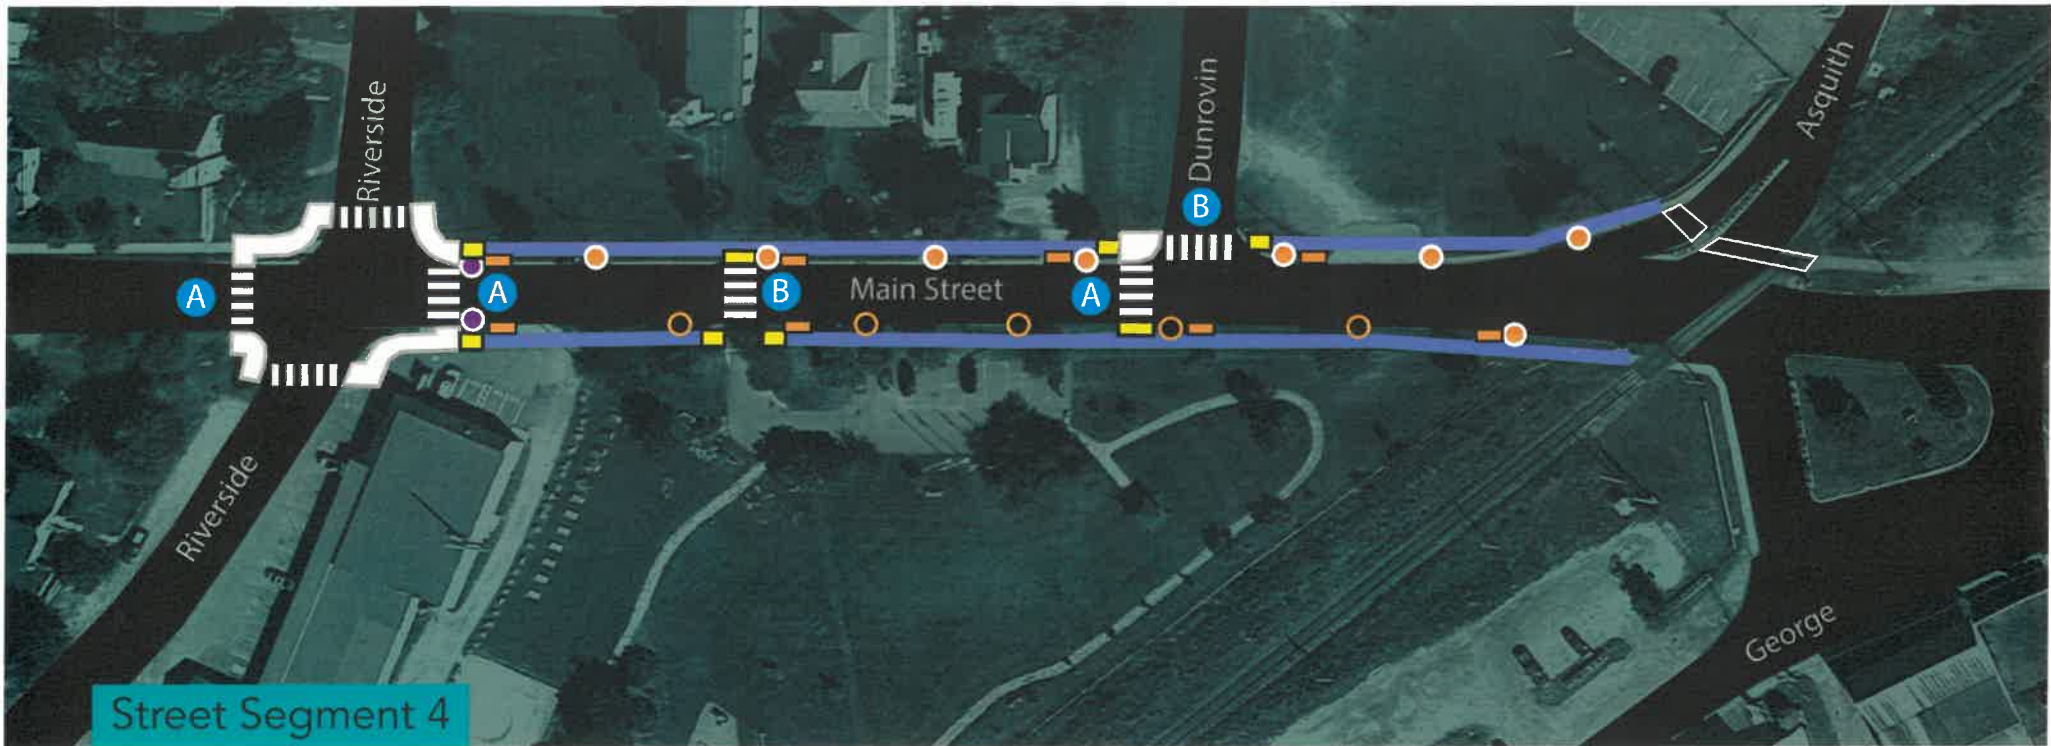 Riverside
Dunrovin
Asquith
B
A
A
B
Main Street
A
Riverside
George
Street Segment 4